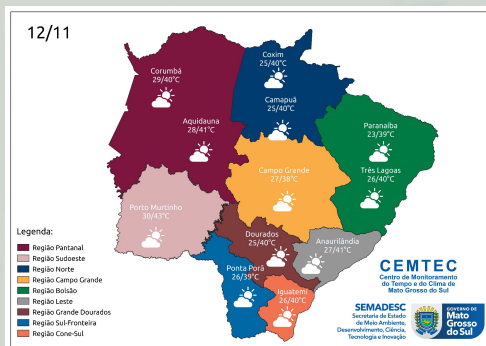 12/11
Coxim
25/40°C
Corumbá
29/40°C
Camapuã
25/40°C
Aquidauna
28/41°C
Paranaíba
23/39°C
Campo Grande
27/38°C
Três Lagoas
26/40°C
Porto Murtinho
30/43°C
Dourados
25/40°C
Anaurilândia
27/41°C
Ponta Porã
26/39°C
Iguatemi
26/40°C
Legenda:
Região Pantanal
Região Sudoeste
Região Norte
Região Campo Grande
Região Bolsão
Região Leste
Região Grande Dourados
Região Sul-Fronteira
Região Cone-Sul
CEMTEC
Centro de Monitoramento
do Tempo e do Clima de
Mato Grosso do Sul
SEMADESC
Secretaria de Estado
de Meio Ambiente,
Desenvolvimento, Ciência,
Tecnologia e Inovação
GOVERNO DE
Mato
Grosso
do Sul